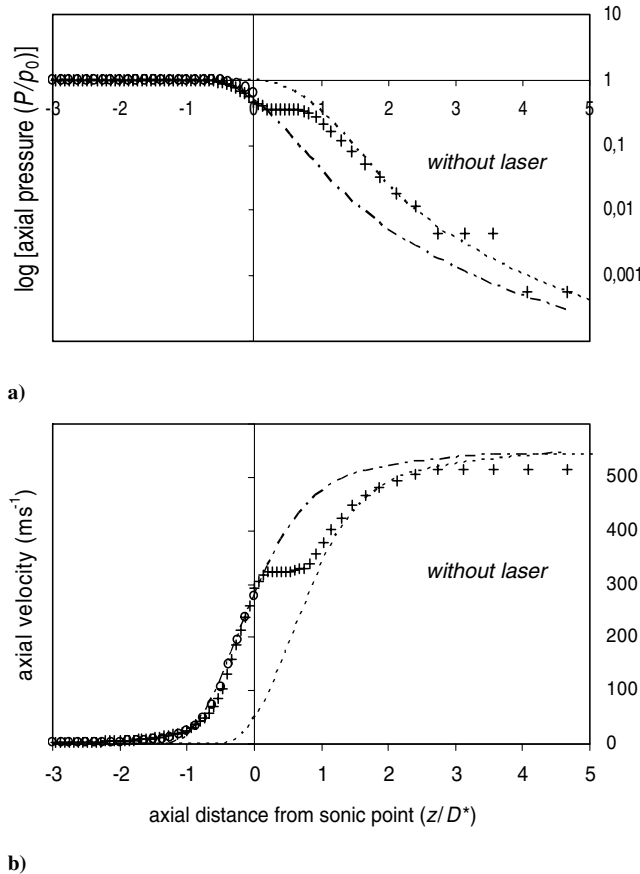 10
1
0,1
0,01
0,001
-3 -2 -1 0 1 2 3 4 5
log [axial pressure (P/p0)]
without laser
a)
500
400
300
200
100
0
axial velocity (ms-1)
without laser
-3 -2 -1 0 1 2 3 4 5
axial distance from sonic point (z/D*)
b)